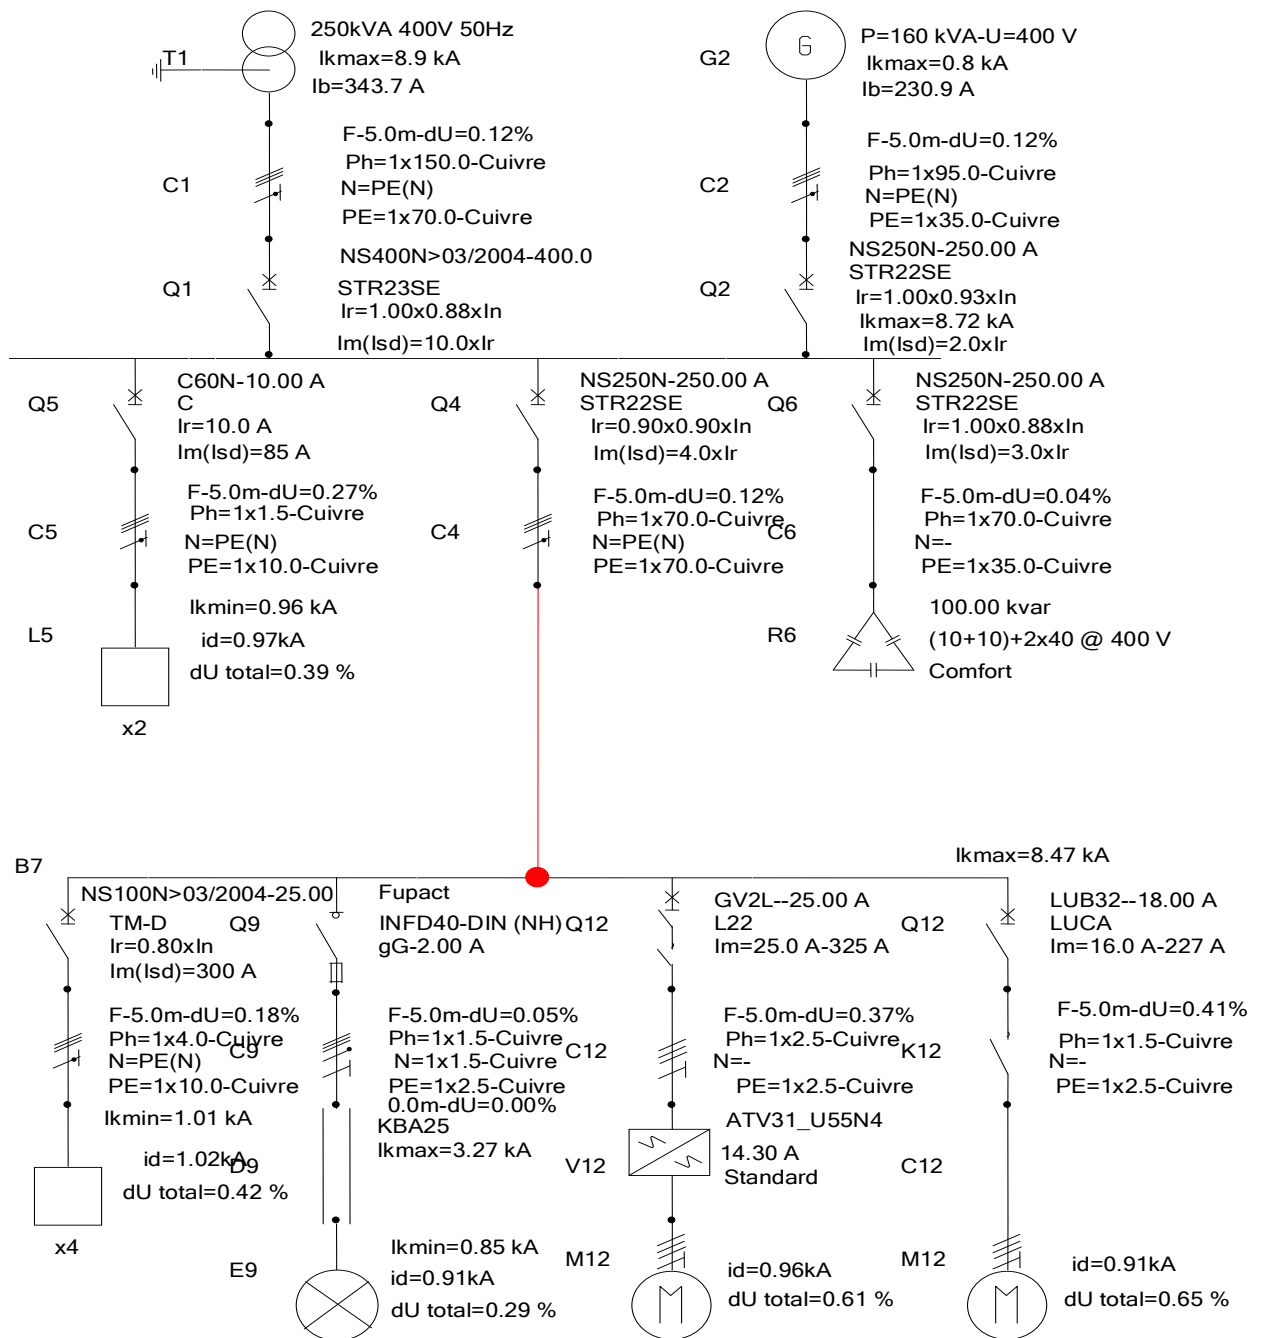 250kVA 400V 50Hz
T1
Ikmax=8.9 kA
Ib=343.7 A
G
G2
P=160 kVA-U=400 V
Ikmax=0.8 kA
Ib=230.9 A
F-5.0m-dU=0.12%
C1
Ph=1x150.0-Cuivre
N=PE(N)
PE=1x70.0-Cuivre
F-5.0m-dU=0.12%
C2
Ph=1x95.0-Cuivre
N=PE(N)
PE=1x35.0-Cuivre
NS400N>03/2004-400.0
Q1
STR23SE
Ir=1.00x0.88xIn
Im(Isd)=10.0xIr
NS250N-250.00 A
STR22SE
Q2
Ir=1.00x0.93xIn
Ikmax=8.72 kA
Im(Isd)=2.0xIr
C60N-10.00 A
Q5
C
Ir=10.0 A
Im(Isd)=85 A
NS250N-250.00 A
Q4
STR22SE
Ir=0.90x0.90xIn
Im(Isd)=4.0xIr
NS250N-250.00 A
Q6
STR22SE
Ir=1.00x0.88xIn
Im(Isd)=3.0xIr
F-5.0m-dU=0.27%
Ph=1x1.5-Cuivre
C5
N=PE(N)
PE=1x10.0-Cuivre
F-5.0m-dU=0.12%
Ph=1x70.0-Cuivre
C4
N=PE(N)
PE=1x70.0-Cuivre
F-5.0m-dU=0.04%
Ph=1x70.0-Cuivre
C6
N=-
PE=1x35.0-Cuivre
Ikmin=0.96 kA
L5
id=0.97kA
dU total=0.39 %
x2
100.00 kvar
R6
(10+10)+2x40 @ 400 V
Comfort
B7
Ikmax=8.47 kA
NS100N>03/2004-25.00
TM-D
Ir=0.80xIn
Im(Isd)=300 A
Fupact
Q9
INFD40-DIN (NH)
gG-2.00 A
GV2L--25.00 A
Q12
L22
Im=25.0 A-325 A
LUB32--18.00 A
Q12
LUCA
Im=16.0 A-227 A
F-5.0m-dU=0.18%
Ph=1x4.0-Cuivre
N=PE(N)
PE=1x10.0-Cuivre
F-5.0m-dU=0.05%
Ph=1x1.5-Cuivre
C9
N=1x1.5-Cuivre
PE=1x2.5-Cuivre
F-5.0m-dU=0.37%
Ph=1x2.5-Cuivre
C12
N=-
PE=1x2.5-Cuivre
F-5.0m-dU=0.41%
Ph=1x1.5-Cuivre
K12
N=-
PE=1x2.5-Cuivre
Ikmin=1.01 kA
id=1.02kA
dU total=0.42 %
x4
0.0m-dU=0.00%
KBA25
Ikmax=3.27 kA
D9
ATV31_U55N4
V12
14.30 A
Standard
C12
Ikmin=0.85 kA
E9
id=0.91kA
dU total=0.29 %
M12
id=0.96kA
dU total=0.61 %
M
M12
id=0.91kA
dU total=0.65 %
M